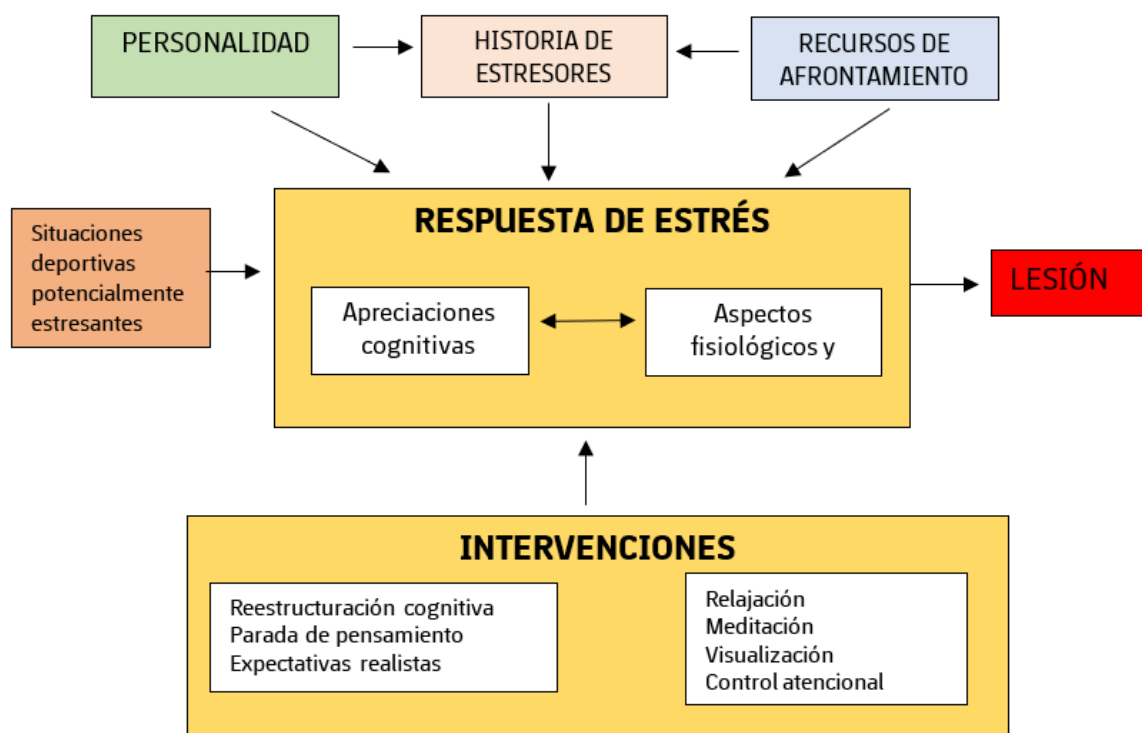 PERSONALIDAD
HISTORIA DE
ESTRESORES
RECURSOS DE
AFRONTAMIENTO
Situaciones
deportivas
potencialmente
estresantes
RESPUESTA DE ESTRÉS
Apreciaciones
cognitivas
Aspectos
fisiológicos y
LESIÓN
INTERVENCIONES
Reestructuración cognitiva
Parada de pensamiento
Expectativas realistas
Relajación
Meditación
Visualización
Control atencional